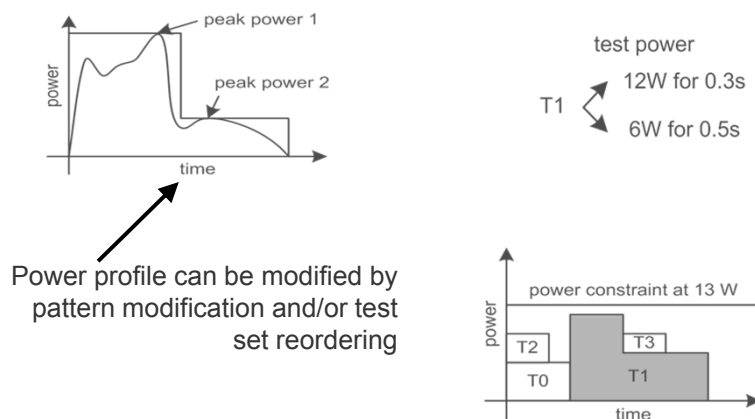 peak power 1
peak power 2
power
time
Power profile can be modified by
pattern modification and/or test
set reordering
test power
T1
12W for 0.3s
6W for 0.5s
power constraint at 13 W
power
T2
T3
T0
T1
time